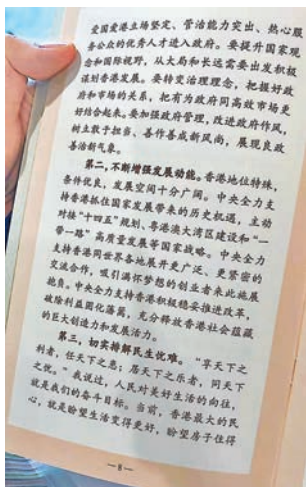 爱国爱港立场坚定、管治能力突出、热心服
务公众的优秀人才进入政府。要提升国家观
念和国际视野，从大局和长远需要出发积极
谋划香港发展。要转变治理理念，把握好政
府和市场的关系，把有为政府同高效市场更
好结合起来。要加强政府管理，改进政府作风，
树立敢于担当、善作善成新风尚，展现良政
善治新气象。
第二，不断增强发展动能。香港地位特殊，
条件优良，发展空间十分广阔。中央全力支
持香港抓住国家发展带来的历史机遇，主动
对接“十四五”规划、粤港澳大湾区建设和“一
带一路”高质量发展等国家战略。中央全力
支持香港同世界各地展开更广泛、更紧密的
交流合作，吸引满怀梦想的创业者来此施展
抱负。中央全力支持香港积极稳妥推进改革，
破除利益固化藩篱，充分释放香港社会蕴藏
的巨大创造力和发展活力。
第三，切实排解民生忧难。“享天下之
利者，任天下之患；居天下之乐者，同天下
之忧。”我说过，人民对美好生活的向往，
就是我们的奋斗目标。当前，香港最大的民
心，就是盼望生活变得更好，盼望房子住得
—8—